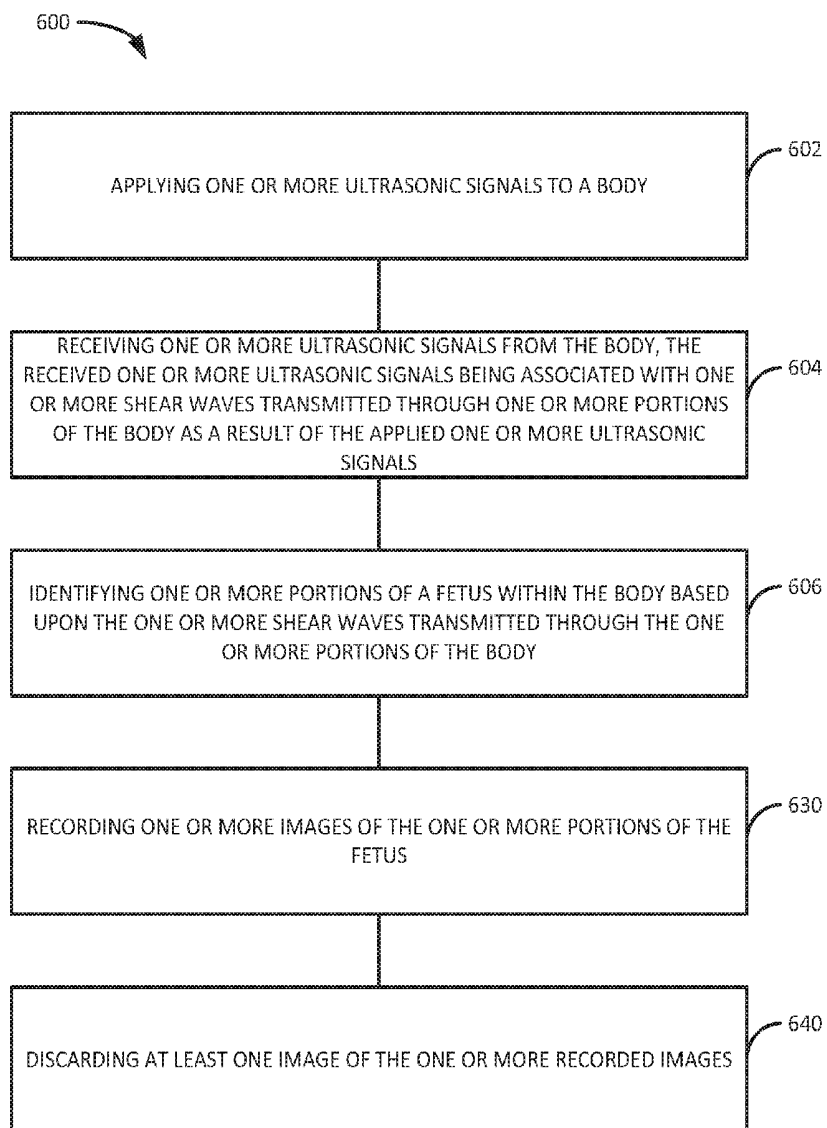 600
APPLYING ONE OR MORE ULTRASONIC SIGNALS TO A BODY
602
RECEIVING ONE OR MORE ULTRASONIC SIGNALS FROM THE BODY, THE
RECEIVED ONE OR MORE ULTRASONIC SIGNALS BEING ASSOCIATED WITH ONE
OR MORE SHEAR WAVES TRANSMITTED THROUGH ONE OR MORE PORTIONS
OF THE BODY AS A RESULT OF THE APPLIED ONE OR MORE ULTRASONIC
SIGNALS
604
IDENTIFYING ONE OR MORE PORTIONS OF A FETUS WITHIN THE BODY BASED
UPON THE ONE OR MORE SHEAR WAVES TRANSMITTED THROUGH THE ONE
OR MORE PORTIONS OF THE BODY
606
RECORDING ONE OR MORE IMAGES OF THE ONE OR MORE PORTIONS OF THE
FETUS
630
DISCARDING AT LEAST ONE IMAGE OF THE ONE OR MORE RECORDED IMAGES
640